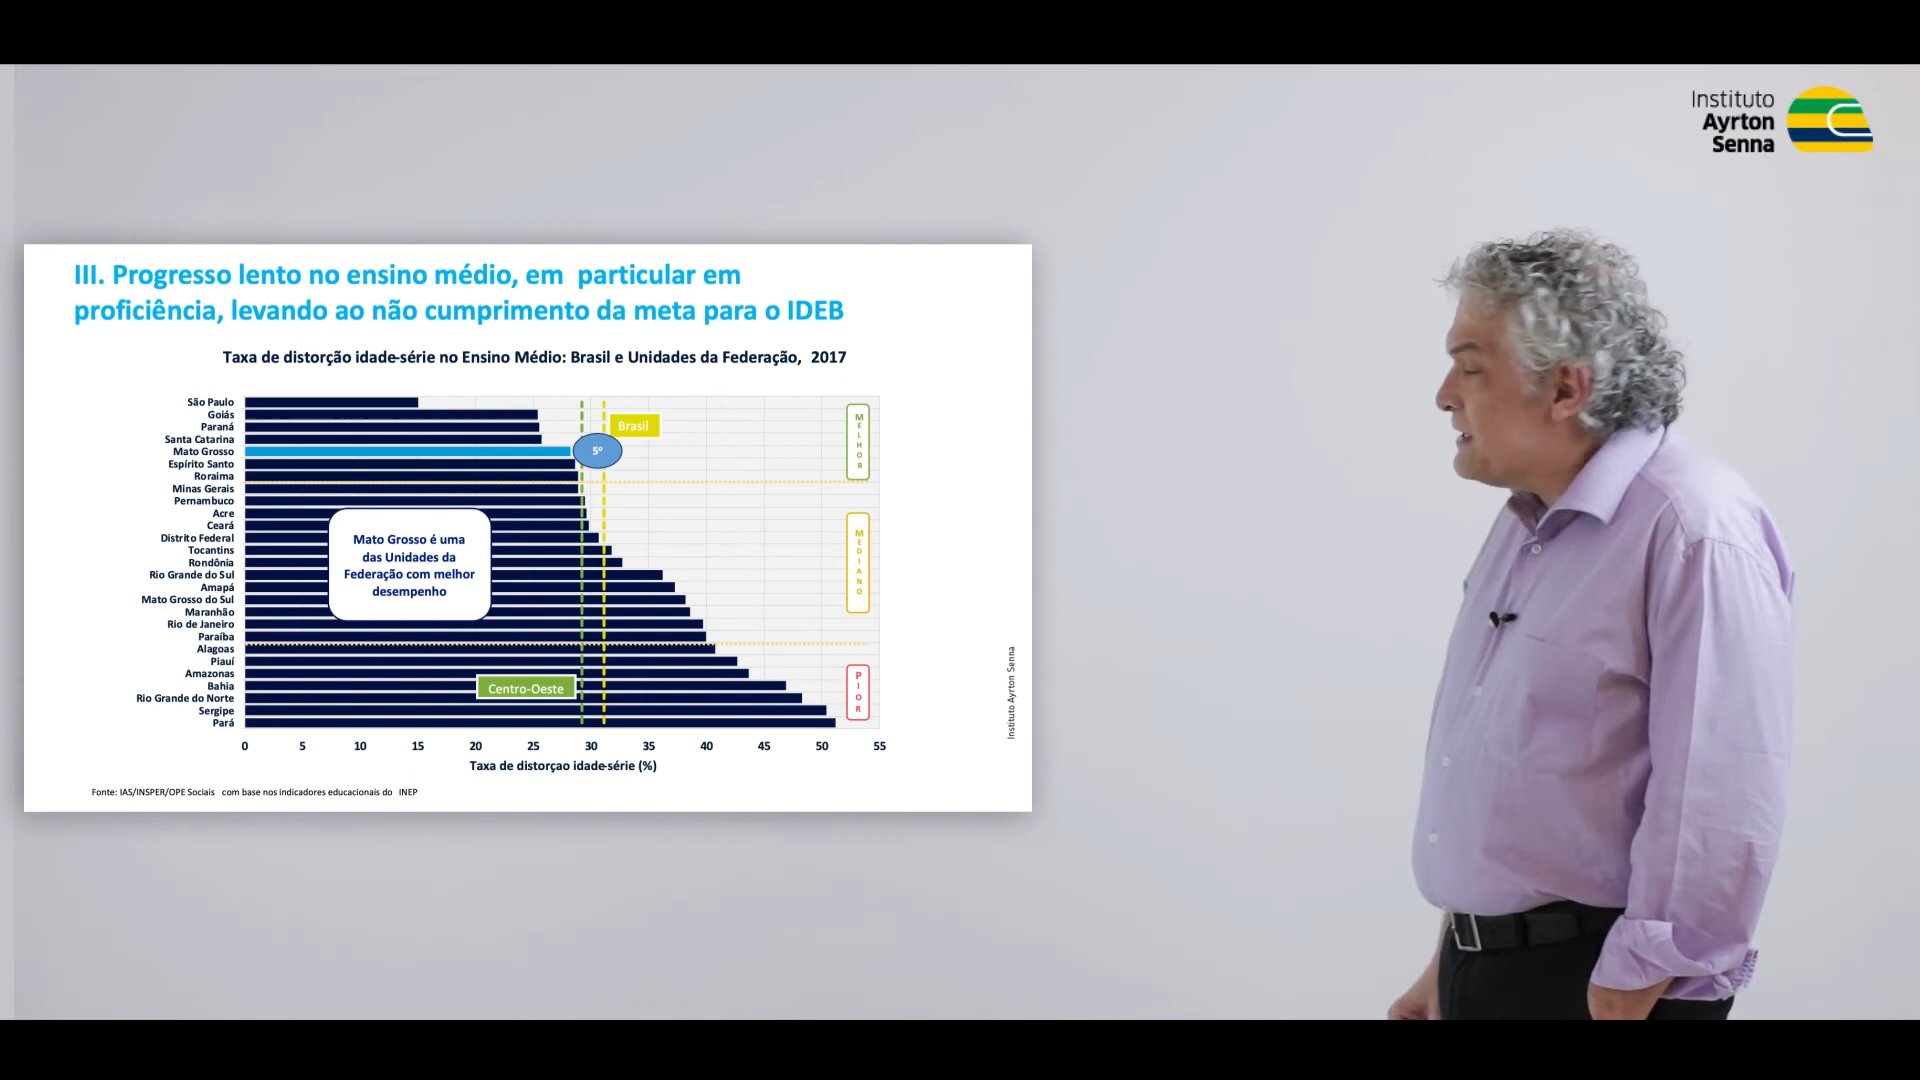 Instituto
Ayrton
Senna
III. Progresso lento no ensino médio, em particular em
proficiência, levando ao não cumprimento da meta para o IDEB
Taxa de distorção idade-série no Ensino Médio: Brasil e Unidades da Federação, 2017
São Paulo
Goiás
Paraná
Santa Catarina
Mato Grosso
Espírito Santo
Roraima
Minas Gerais
Pernambuco
Acre
Ceará
Distrito Federal
Tocantins
Rondônia
Rio Grande do Sul
Amapá
Mato Grosso do Sul
Maranhão
Rio de Janeiro
Paraíba
Alagoas
Piauí
Amazonas
Bahia
Rio Grande do Norte
Sergipe
Pará
Brasil
5º
Mato Grosso é uma
das Unidades da
Federação com melhor
desempenho
Centro-Oeste
MELHOR
MEDIANO
PIOR
0 5 10 15 20 25 30 35 40 45 50 55
Taxa de distorçao idade-série (%)
Fonte: IAS/INSPER/OPE Sociais com base nos indicadores educacionais do INEP
Instituto Ayrton Senna